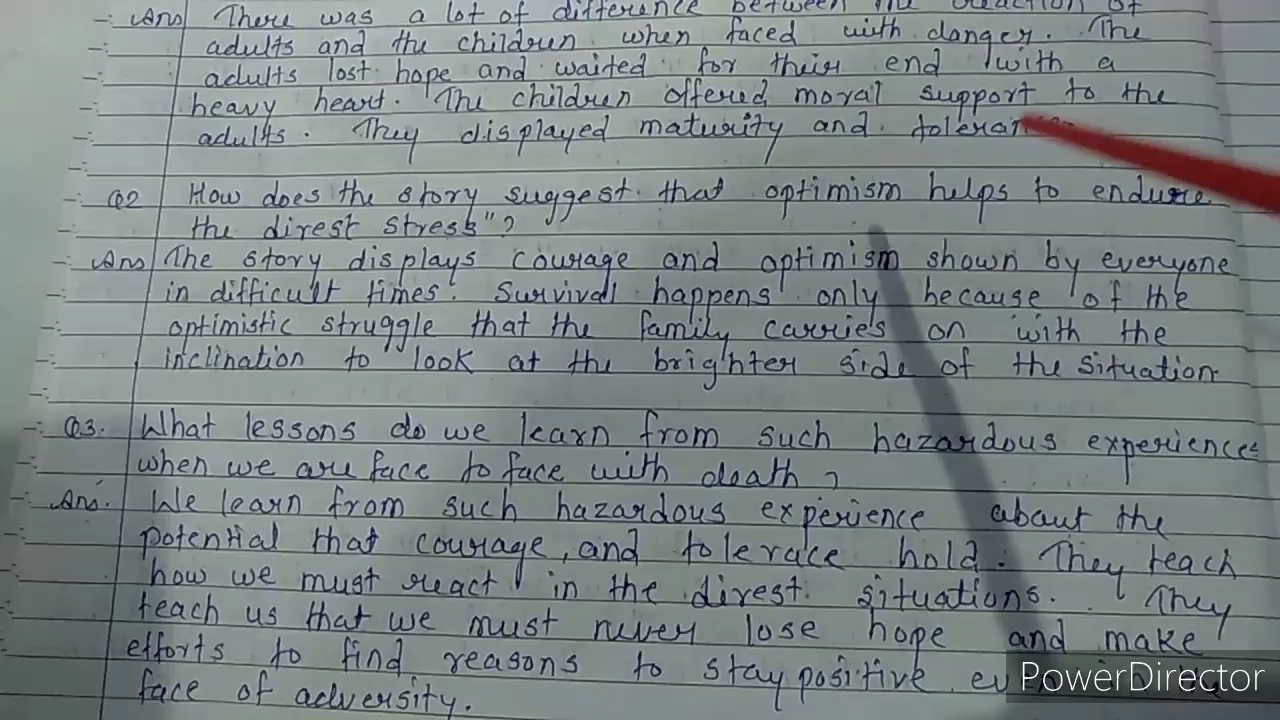 Ans There was a lot of difference between the reaction of
adults and the children when faced with danger. The
adults lost hope and waited for their end with a
heavy heart. The children offered moral support to the
adults. They displayed maturity and
Q2 How does the story suggest that optimism helps to endure
the direst stress"?
Ans The story displays courage and optimism shown by everyone
in difficult times. Survival happens only because of the
optimistic struggle that the family carries on with the
inclination to look at the brighter side of the situation
Q3. What lessons do we learn from such hazardous experiences
when we are face to face with death ?
Ans. We learn from such hazardous experience about the
potential that courage, and tolerace hold. They teach
how we must react in the direst situations. They
teach us that we must never lose hope and make
efforts to find reasons to stay positive
face of adversity.
PowerDirector